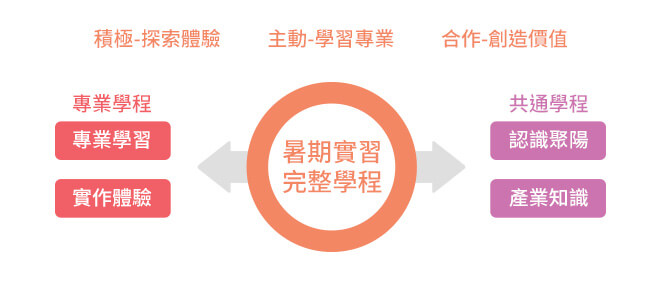 積極-探索體驗
主動-學習專業
合作-創造價值
專業學程
專業學習
實作體驗
暑期實習
完整學程
共通學程
認識聚陽
產業知識